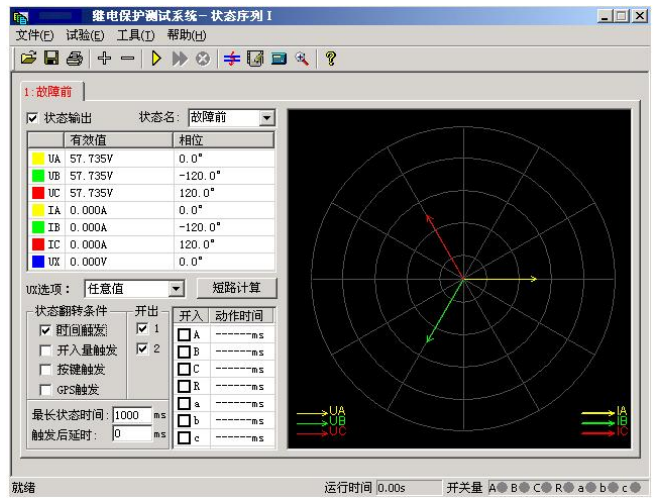 继电保护测试系统-状态序列 I
文件(F) 试验(E) 工具(T) 帮助(H)
1:故障前
状态输出 状态名: 故障前
有效值 相位
UA 57.735V 0.0°
UB 57.735V -120.0°
UC 57.735V 120.0°
IA 0.000A 0.0°
IB 0.000A -120.0°
IC 0.000A 120.0°
UX 0.000V 0.0°
UX选项: 任意值 短路计算
状态翻转条件 开出 开入 动作时间
时间触发 1 A ------ms
开入量触发 2 B ------ms
按键触发 C ------ms
GPS触发 R ------ms
a ------ms
最长状态时间: 1000 ms b ------ms
触发后延时: 0 ms c ------ms
UA IA
UB IB
UC IC
就绪 运行时间 0.00s 开关量 A B C R a b c